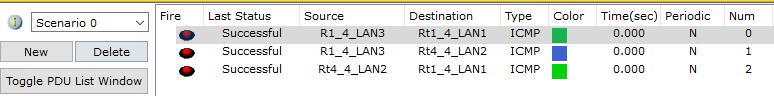 Scenario 0
New Delete
Toggle PDU List Window
Fire Last Status Source Destination Type Color Time(sec) Periodic Num
Successful R1_4_LAN3 Rt1_4_LAN1 ICMP 0.000 N 0
Successful R1_4_LAN3 Rt4_4_LAN2 ICMP 0.000 N 1
Successful Rt4_4_LAN2 Rt1_4_LAN1 ICMP 0.000 N 2